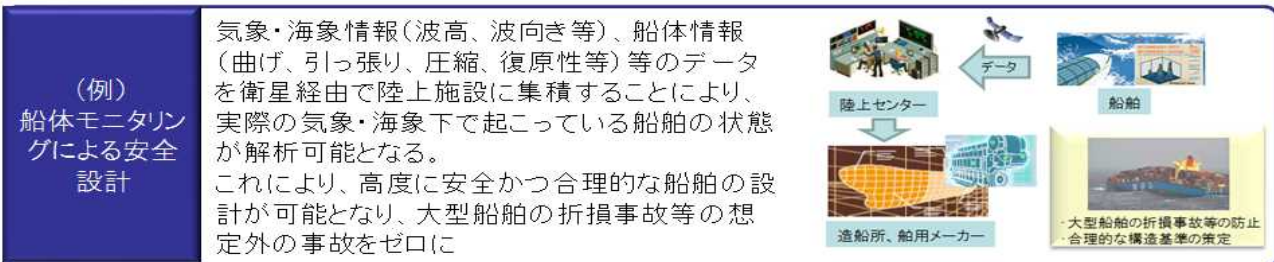 (例)
船体モニタリン
グによる安全
設計
気象・海象情報(波高、波向き等)、船体情報
(曲げ、引っ張り、圧縮、復原性等)等のデータ
を衛星経由で陸上施設に集積することにより、
実際の気象・海象下で起こっている船舶の状態
が解析可能となる。
これにより、高度に安全かつ合理的な船舶の設
計が可能となり、大型船舶の折損事故等の想
定外の事故をゼロに
データ
陸上センター
船舶
造船所、舶用メーカー
・大型船舶の折損事故等の防止
・合理的な構造基準の策定